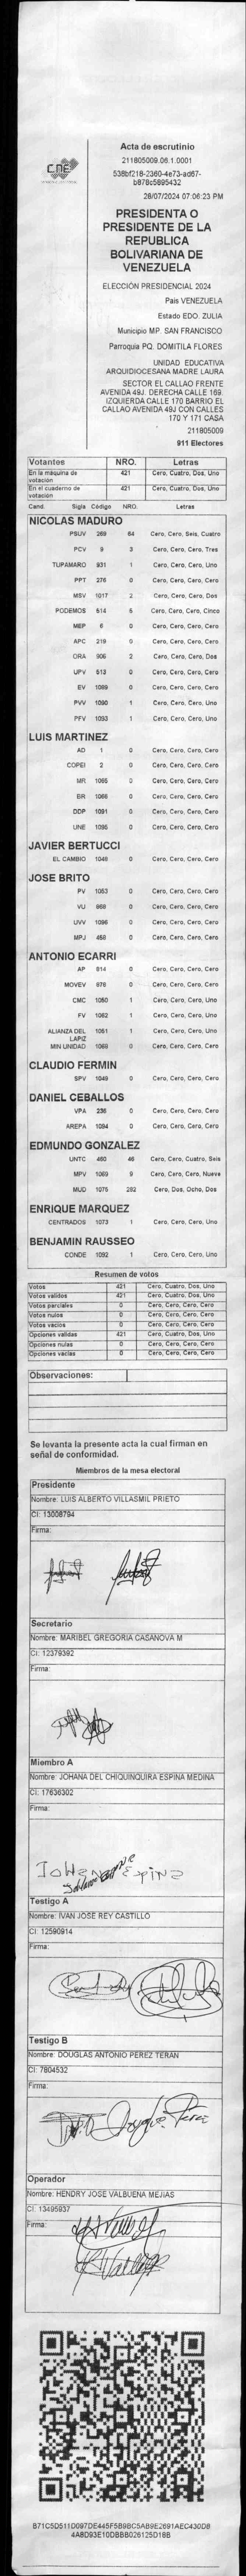 CNE
Acta de escrutinio
211805009.06.1.0001
538bf218-2360-4e73-ad67-
b878c5895432
28/07/2024 07:06:23 PM
PRESIDENTA O
PRESIDENTE DE LA
REPUBLICA
BOLIVARIANA DE
VENEZUELA
ELECCIÓN PRESIDENCIAL 2024
Pais VENEZUELA
Estado EDO. ZULIA
Municipio MP. SAN FRANCISCO
Parroquia PQ. DOMITILA FLORES
UNIDAD EDUCATIVA
ARQUIDIOCESANA MADRE LAURA
SECTOR EL CALLAO FRENTE
AVENIDA 49J. DERECHA CALLE 169.
IZQUIERDA CALLE 170 BARRIO EL
CALLAO AVENIDA 49J CON CALLES
170 Y 171 CASA
211805009
911 Electores
Votantes NRO. Letras
En la maquina de votación 421 Cero, Cuatro, Dos, Uno
En el cuaderno de votación 421 Cero, Cuatro, Dos, Uno
Cand. Sigla Código NRO. Letras
NICOLAS MADURO
PSUV 269 64 Cero, Cero, Seis, Cuatro
PCV 9 3 Cero, Cero, Cero, Tres
TUPAMARO 931 1 Cero, Cero, Cero, Uno
PPT 276 0 Cero, Cero, Cero, Cero
MSV 1017 2 Cero, Cero, Cero, Dos
PODEMOS 514 5 Cero, Cero, Cero, Cinco
MEP 6 0 Cero, Cero, Cero, Cero
APC 219 0 Cero, Cero, Cero, Cero
ORA 906 2 Cero, Cero, Cero, Dos
UPV 513 0 Cero, Cero, Cero, Cero
EV 1089 0 Cero, Cero, Cero, Cero
PVV 1090 1 Cero, Cero, Cero, Uno
PFV 1093 1 Cero, Cero, Cero, Uno
LUIS MARTINEZ
AD 1 0 Cero, Cero, Cero, Cero
COPEI 2 0 Cero, Cero, Cero, Cero
MR 1065 0 Cero, Cero, Cero, Cero
BR 1066 0 Cero, Cero, Cero, Cero
DDP 1091 0 Cero, Cero, Cero, Cero
UNE 1095 0 Cero, Cero, Cero, Cero
JAVIER BERTUCCI
EL CAMBIO 1048 0 Cero, Cero, Cero, Cero
JOSE BRITO
PV 1053 0 Cero, Cero, Cero, Cero
VU 868 0 Cero, Cero, Cero, Cero
UVV 1096 0 Cero, Cero, Cero, Cero
MPJ 458 0 Cero, Cero, Cero, Cero
ANTONIO ECARRI
AP 814 0 Cero, Cero, Cero, Cero
MOVEV 676 0 Cero, Cero, Cero, Cero
CMC 1050 1 Cero, Cero, Cero, Uno
FV 1062 1 Cero, Cero, Cero, Uno
ALIANZA DEL LAPIZ 1051 1 Cero, Cero, Cero, Uno
MIN UNIDAD 1069 0 Cero, Cero, Cero, Cero
CLAUDIO FERMIN
SPV 1049 0 Cero, Cero, Cero, Cero
DANIEL CEBALLOS
VPA 236 0 Cero, Cero, Cero, Cero
AREPA 1094 0 Cero, Cero, Cero, Cero
EDMUNDO GONZALEZ
UNTC 460 46 Cero, Cero, Cuatro, Seis
MPV 1069 9 Cero, Cero, Cero, Nueve
MUD 1075 282 Cero, Dos, Ocho, Dos
ENRIQUE MARQUEZ
CENTRADOS 1073 1 Cero, Cero, Cero, Uno
BENJAMIN RAUSSEO
CONDE 1092 1 Cero, Cero, Cero, Uno
Resumen de votos
Votos 421 Cero, Cuatro, Dos, Uno
Votos validos 421 Cero, Cuatro, Dos, Uno
Votos parciales 0 Cero, Cero, Cero, Cero
Votos nulos 0 Cero, Cero, Cero, Cero
Votos vacios 0 Cero, Cero, Cero, Cero
Opciones validas 421 Cero, Cuatro, Dos, Uno
Opciones nulas 0 Cero, Cero, Cero, Cero
Opciones vacias 0 Cero, Cero, Cero, Cero
Observaciones:
Se levanta la presente acta la cual firman en
señal de conformidad.
Miembros de la mesa electoral
Presidente
Nombre: LUIS ALBERTO VILLASMIL PRIETO
CI: 13008794
Firma:
Secretario
Nombre: MARIBEL GREGORIA CASANOVA M
CI: 12379392
Firma:
Miembro A
Nombre: JOHANA DEL CHIQUINQUIRA ESPINA MEDINA
CI: 17636302
Firma:
Testigo A
Nombre: IVAN JOSE REY CASTILLO
CI: 12590914
Firma:
Testigo B
Nombre: DOUGLAS ANTONIO PEREZ TERAN
CI: 7804532
Firma:
Operador
Nombre: HENDRY JOSE VALBUENA MEJIAS
CI: 13495937
Firma:
B71C5D511D097DE445F5B9BC5AB9E2691AEC430D8
4A8D93E10DBBB026125D18B